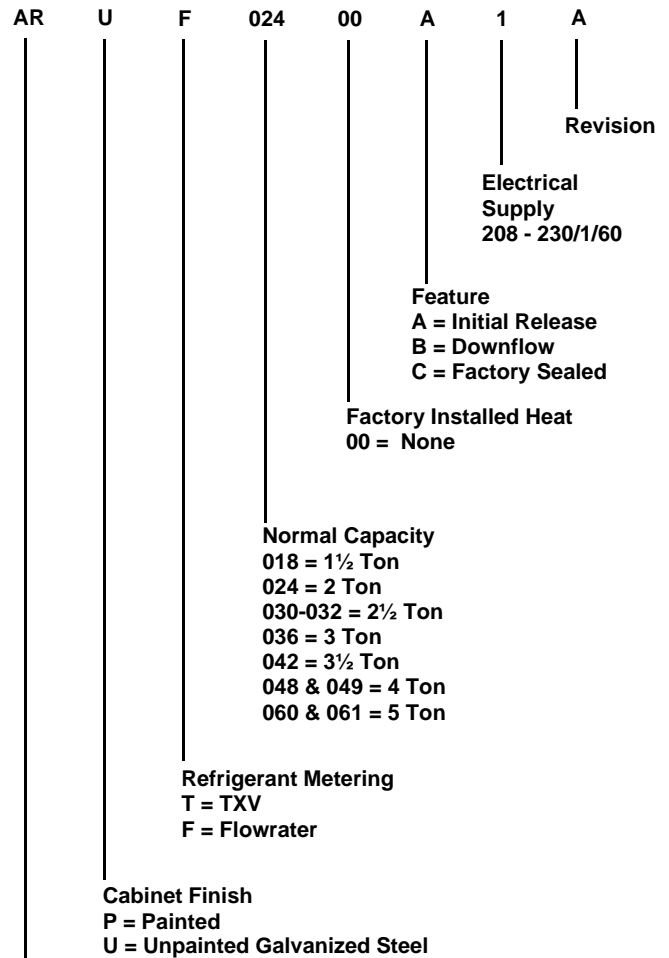 AR U F 024 00 A 1 A
Revision
Electrical
Supply
208 - 230/1/60
Feature
A = Initial Release
B = Downflow
C = Factory Sealed
Factory Installed Heat
00 = None
Normal Capacity
018 = 1½ Ton
024 = 2 Ton
030-032 = 2½ Ton
036 = 3 Ton
042 = 3½ Ton
048 & 049 = 4 Ton
060 & 061 = 5 Ton
Refrigerant Metering
T = TXV
F = Flowrater
Cabinet Finish
P = Painted
U = Unpainted Galvanized Steel